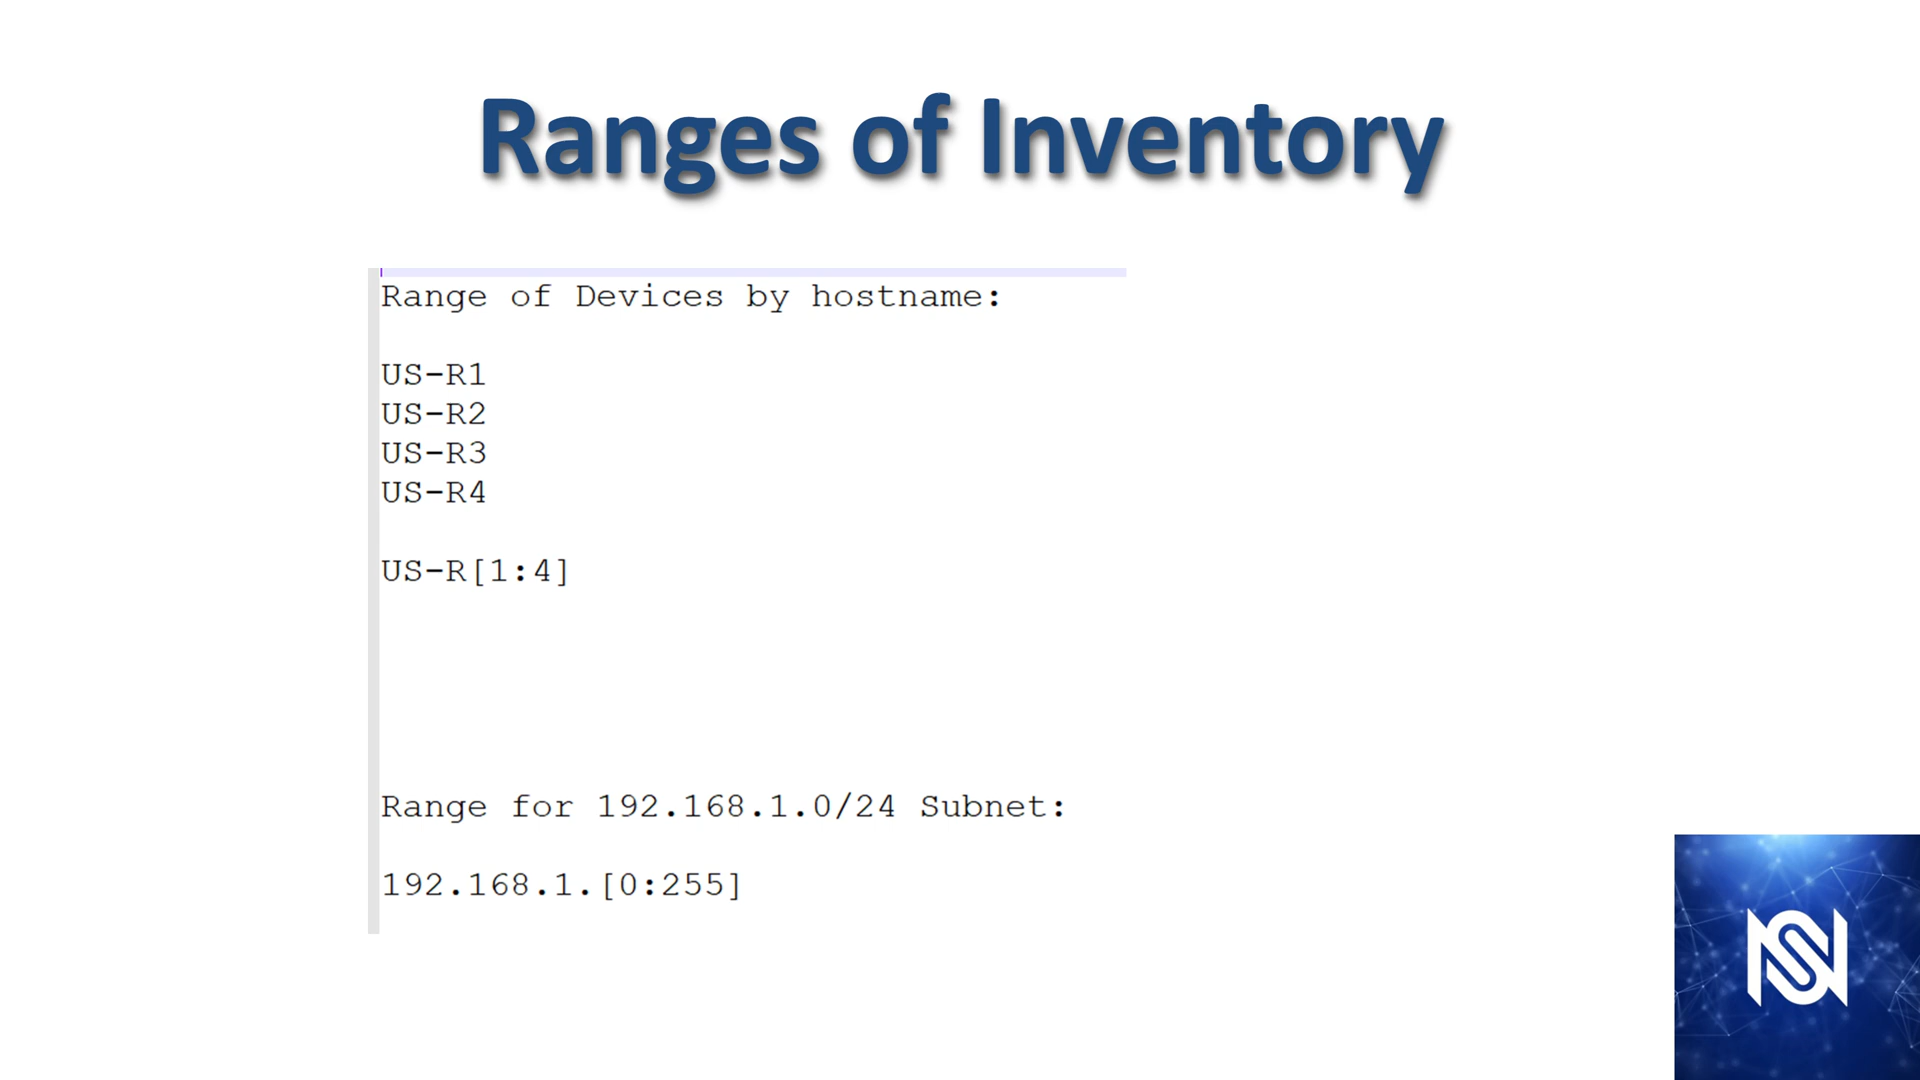 Ranges of Inventory
Range of Devices by hostname:
US-R1
US-R2
US-R3
US-R4
US-R[1:4]
Range for 192.168.1.0/24 Subnet:
192.168.1.[0:255]